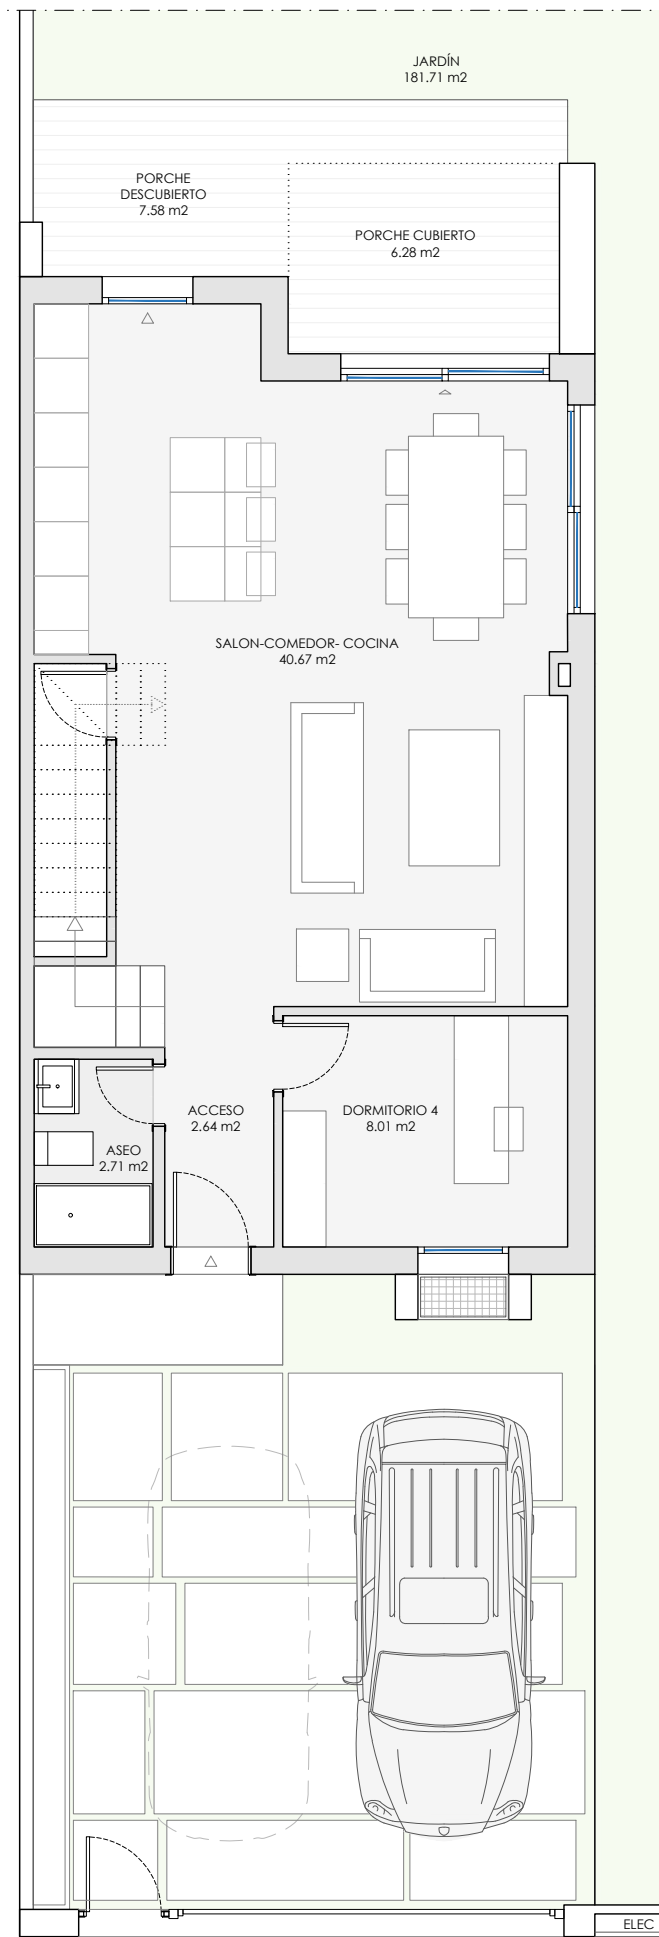 JARDÍN
181.71 m2
PORCHE
DESCUBIERTO
7.58 m2
PORCHE CUBIERTO
6.28 m2
SALON-COMEDOR- COCINA
40.67 m2
ACCESO
2.64 m2
DORMITORIO 4
8.01 m2
ASEO
2.71 m2
ELEC